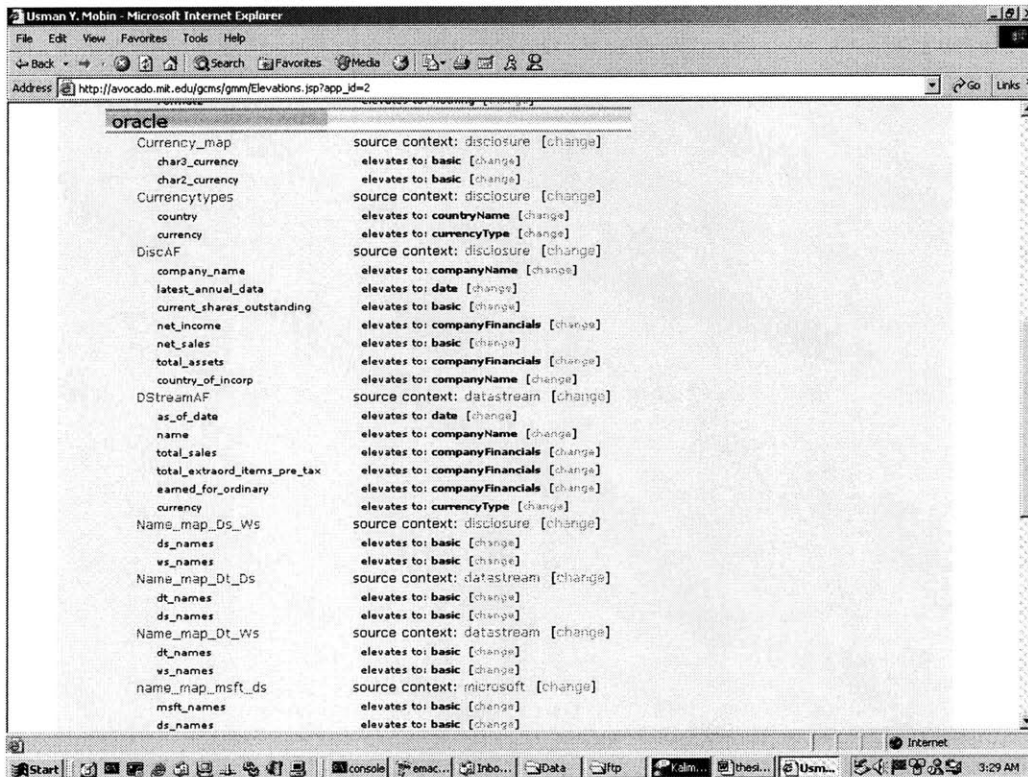 Usman Y. Mobin - Microsoft Internet Explorer
File Edit View Favorites Tools Help
Back Search Favorites Media
Address http://avocado.mit.edu/gcms/gmm/Elevations.jsp?app_id=2 Go Links
elevates to: nothing
oracle
Currency_map source context: disclosure [change]
char3_currency elevates to: basic [change]
char2_currency elevates to: basic [change]
Currencytypes source context: disclosure [change]
country elevates to: countryName [change]
currency elevates to: currencyType [change]
DiscAF source context: disclosure [change]
company_name elevates to: companyName [change]
latest_annual_data elevates to: date [change]
current_shares_outstanding elevates to: basic [change]
net_income elevates to: companyFinancials [change]
net_sales elevates to: basic [change]
total_assets elevates to: companyFinancials [change]
country_of_incorp elevates to: companyName [change]
DStreamAF source context: datastream [change]
as_of_date elevates to: date [change]
name elevates to: companyName [change]
total_sales elevates to: companyFinancials [change]
total_extraord_items_pre_tax elevates to: companyFinancials [change]
earned_for_ordinary elevates to: companyFinancials [change]
currency elevates to: currencyType [change]
Name_map_Ds_Ws source context: disclosure [change]
ds_names elevates to: basic [change]
ws_names elevates to: basic [change]
Name_map_Dt_Ds source context: datastream [change]
dt_names elevates to: basic [change]
ds_names elevates to: basic [change]
Name_map_Dt_Ws source context: datastream [change]
dt_names elevates to: basic [change]
ws_names elevates to: basic [change]
name_map_msft_ds source context: microsoft [change]
msft_names elevates to: basic [change]
ds_names elevates to: basic [change]
Internet
Start console emac... Inbo... Data ftp Kalm... thesi... Usm... 3:29 AM